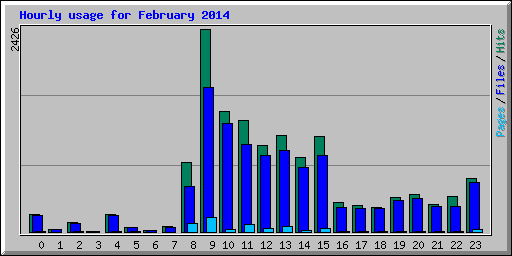 Hourly usage for February 2014
2426
Pages / Files / Hits
0 1 2 3 4 5 6 7 8 9 10 11 12 13 14 15 16 17 18 19 20 21 22 23